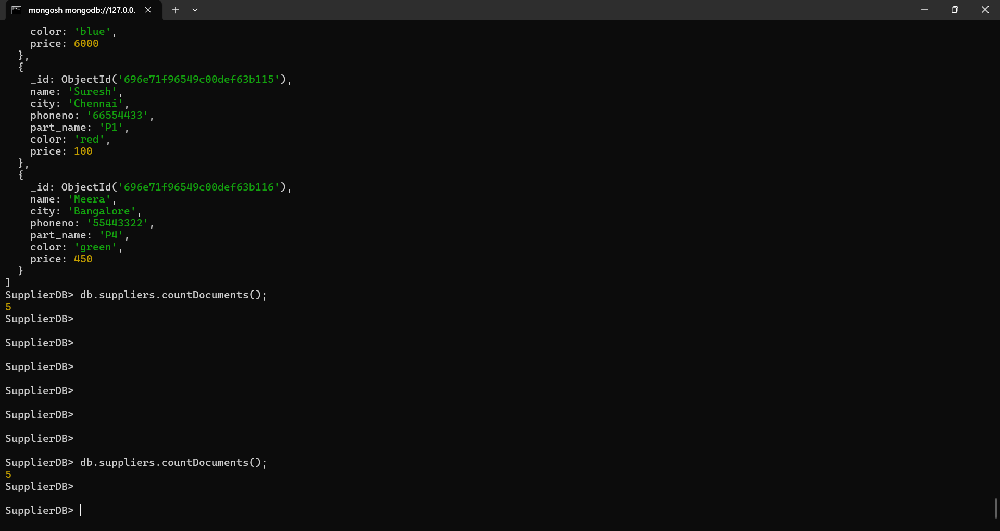 mongosh mongodb://127.0.0.
    color: 'blue',
    price: 6000
  },
  {
    _id: ObjectId('696e71f96549c00def63b115'),
    name: 'Suresh',
    city: 'Chennai',
    phoneno: '66554433',
    part_name: 'P1',
    color: 'red',
    price: 100
  },
  {
    _id: ObjectId('696e71f96549c00def63b116'),
    name: 'Meera',
    city: 'Bangalore',
    phoneno: '55443322',
    part_name: 'P4',
    color: 'green',
    price: 450
  }
]
SupplierDB> db.suppliers.countDocuments();
5
SupplierDB>
SupplierDB>
SupplierDB>
SupplierDB>
SupplierDB>
SupplierDB>
SupplierDB> db.suppliers.countDocuments();
5
SupplierDB>
SupplierDB>